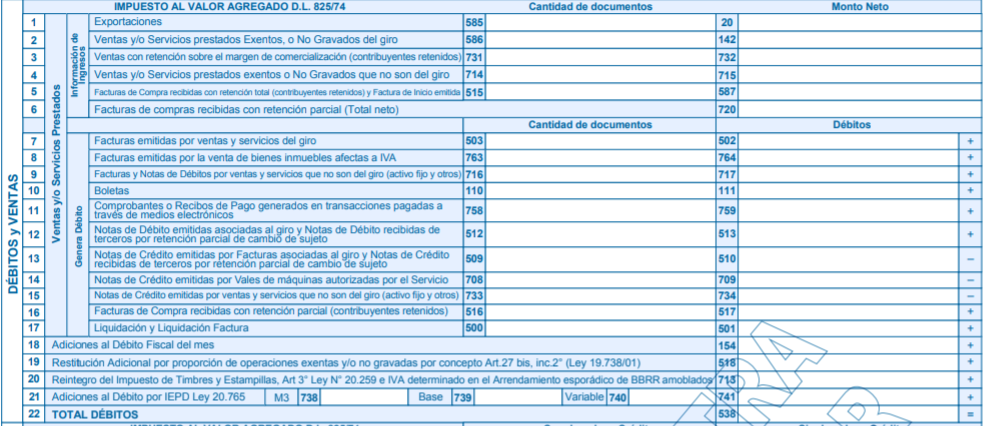 IMPUESTO AL VALOR AGREGADO D.L. 825/74 Cantidad de documentos Monto Neto
DÉBITOS y VENTAS
Ventas y/o Servicios Prestados
Información de Ingresos
1 Exportaciones 585 20
2 Ventas y/o Servicios prestados Exentos, o No Gravados del giro 586 142
3 Ventas con retención sobre el margen de comercialización (contribuyentes retenidos) 731 732
4 Ventas y/o Servicios prestados exentos o No Gravados que no son del giro 714 715
5 Facturas de Compra recibidas con retención total (contribuyentes retenidos) y Factura de Inicio emitida 515 587
6 Facturas de compras recibidas con retención parcial (Total neto) 720
Cantidad de documentos Débitos
Genera Débito
7 Facturas emitidas por ventas y servicios del giro 503 502 +
8 Facturas emitidas por la venta de bienes inmuebles afectas a IVA 763 764 +
9 Facturas y Notas de Débitos por ventas y servicios que no son del giro (activo fijo y otros) 716 717 +
10 Boletas 110 111 +
11 Comprobantes o Recibos de Pago generados en transacciones pagadas a
través de medios electrónicos 758 759 +
12 Notas de Débito emitidas asociadas al giro y Notas de Débito recibidas de
terceros por retención parcial de cambio de sujeto 512 513 +
13 Notas de Crédito emitidas por Facturas asociadas al giro y Notas de Crédito
recibidas de terceros por retención parcial de cambio de sujeto 509 510 –
14 Notas de Crédito emitidas por Vales de máquinas autorizadas por el Servicio 708 709 –
15 Notas de Crédito emitidas por ventas y servicios que no son del giro (activo fijo y otros) 733 734 –
16 Facturas de Compra recibidas con retención parcial (contribuyentes retenidos) 516 517 +
17 Liquidación y Liquidación Factura 500 501 +
18 Adiciones al Débito Fiscal del mes 154 +
19 Restitución Adicional por proporción de operaciones exentas y/o no gravadas por concepto Art.27 bis, inc.2° (Ley 19.738/01) 518 +
20 Reintegro del Impuesto de Timbres y Estampillas, Art 3° Ley N° 20.259 e IVA determinado en el Arrendamiento esporádico de BBRR amoblados 713 +
21 Adiciones al Débito por IEPD Ley 20.765 M3 738 Base 739 Variable 740 741 +
22 TOTAL DÉBITOS 538 =